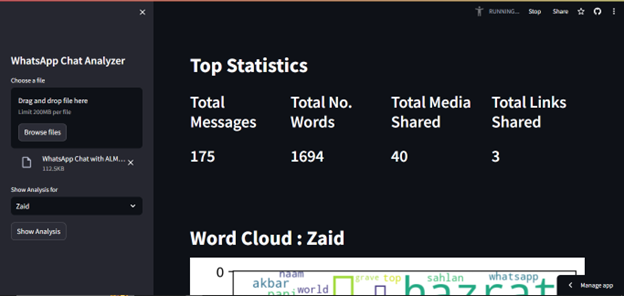 RUNNING...
Stop
Share
WhatsApp Chat Analyzer
Choose a file
Drag and drop file here
Limit 200MB per file
Browse files
WhatsApp Chat with ALM...
112.5KB
Show Analysis for
Zaid
Show Analysis
Top Statistics
Total Messages
Total No. Words
Total Media Shared
Total Links Shared
175
1694
40
3
Word Cloud : Zaid
0
naam
akbar
world
grave
top
sahlan
whatsapp
hazrat
Manage app